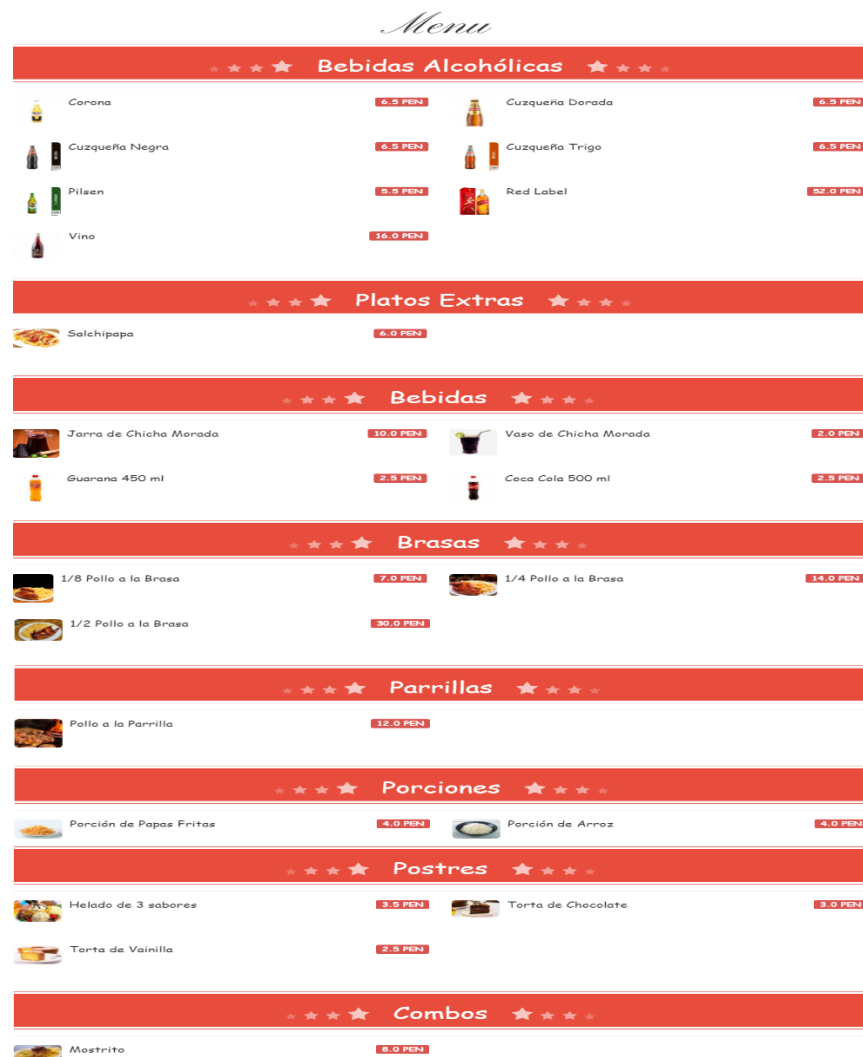 Menu
Bebidas Alcohólicas
Corona 6.5 PEN Cuzqueña Dorada 6.5 PEN
Cuzqueña Negra 6.5 PEN Cuzqueña Trigo 6.5 PEN
Pilsen 5.5 PEN Red Label 52.0 PEN
Vino 16.0 PEN
Platos Extras
Salchipapa 6.0 PEN
Bebidas
Jarra de Chicha Morada 10.0 PEN Vaso de Chicha Morada 2.0 PEN
Guarana 450 ml 2.5 PEN Coca Cola 500 ml 2.5 PEN
Brasas
1/8 Pollo a la Brasa 7.0 PEN 1/4 Pollo a la Brasa 14.0 PEN
1/2 Pollo a la Brasa 30.0 PEN
Parrillas
Pollo a la Parrilla 12.0 PEN
Porciones
Porción de Papas Fritas 4.0 PEN Porción de Arroz 4.0 PEN
Postres
Helado de 3 sabores 3.5 PEN Torta de Chocolate 3.0 PEN
Torta de Vainilla 2.5 PEN
Combos
Mostrito 8.0 PEN